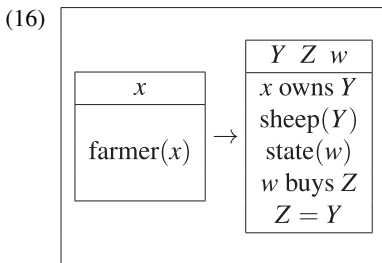 (16)
x
farmer(x)
→
Y Z w
x owns Y
sheep(Y)
state(w)
w buys Z
Z = Y